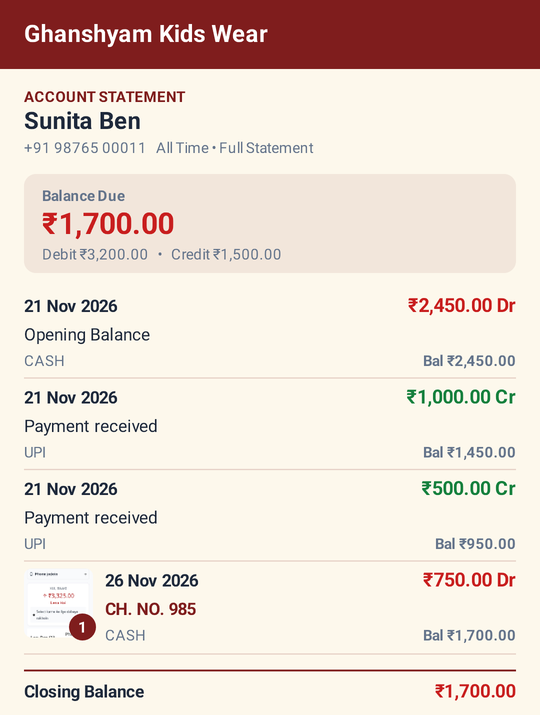 Ghanshyam Kids Wear
ACCOUNT STATEMENT
Sunita Ben
+91 98765 00011 All Time • Full Statement
Balance Due
₹1,700.00
Debit ₹3,200.00 • Credit ₹1,500.00
21 Nov 2026 ₹2,450.00 Dr
Opening Balance
CASH Bal ₹2,450.00
21 Nov 2026 ₹1,000.00 Cr
Payment received
UPI Bal ₹1,450.00
21 Nov 2026 ₹500.00 Cr
Payment received
UPI Bal ₹950.00
26 Nov 2026 ₹750.00 Dr
CH. NO. 985
1
CASH Bal ₹1,700.00
Closing Balance ₹1,700.00